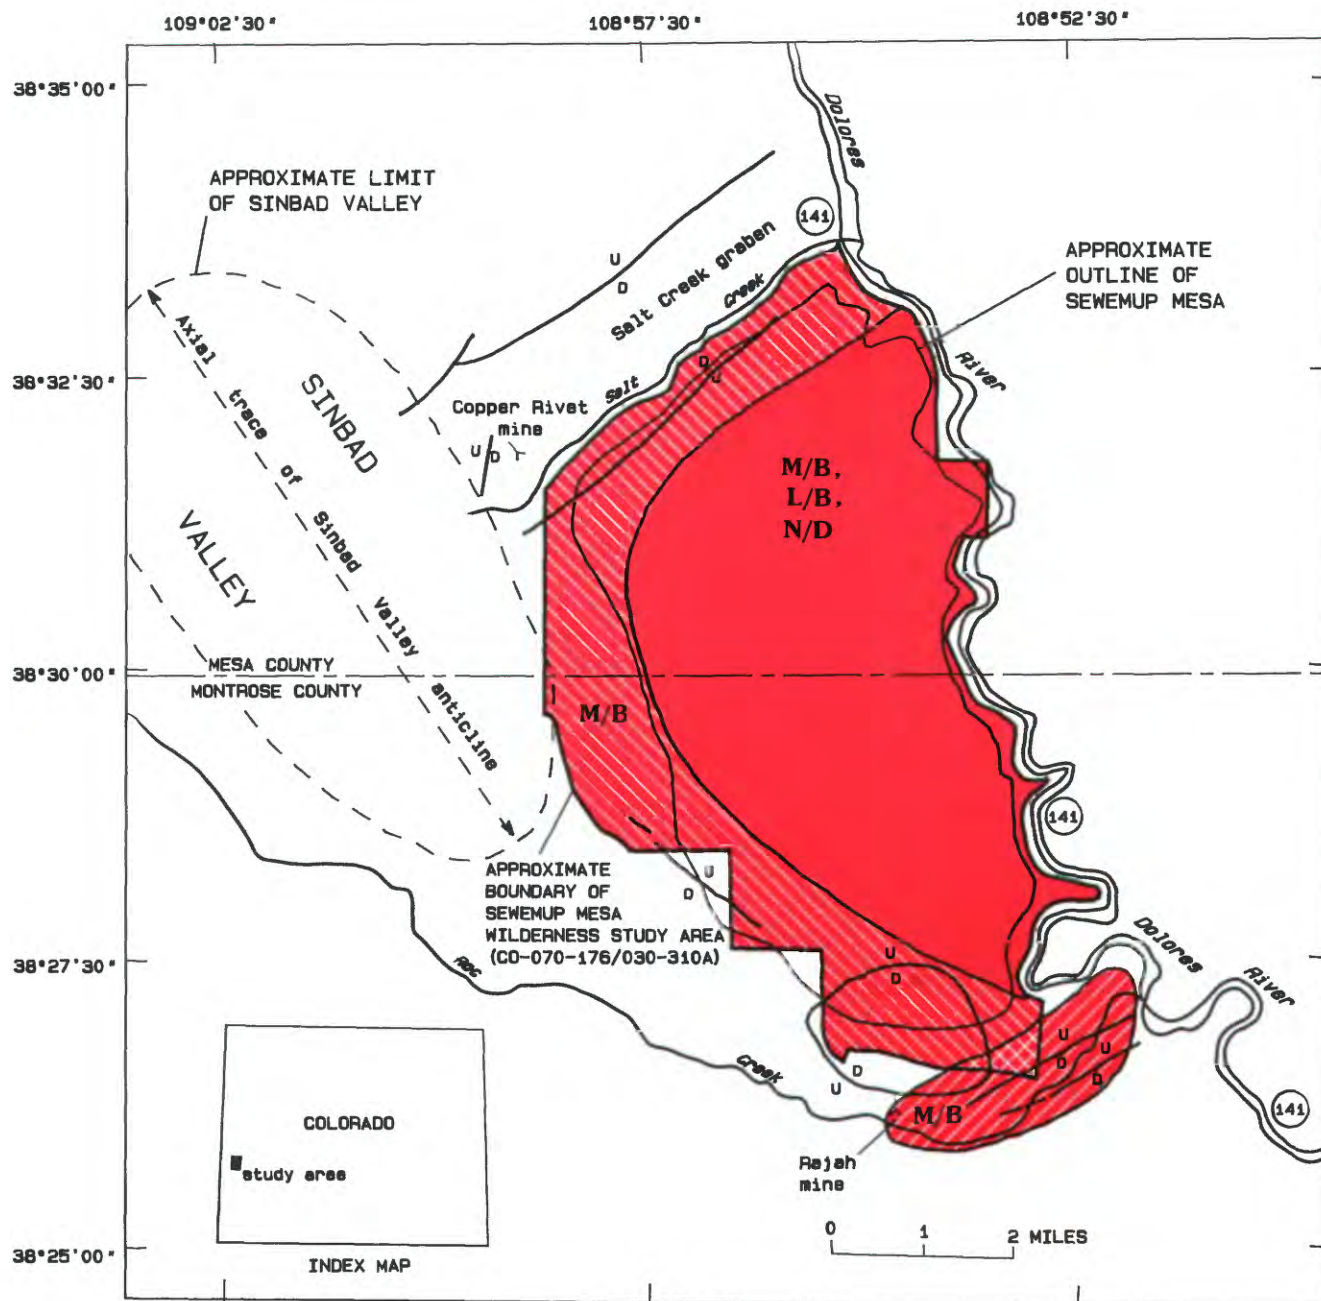 109°02'30"
108°57'30"
108°52'30"
38°35'00"
Dolores
APPROXIMATE LIMIT
OF SINBAD VALLEY
141
U
D
Salt Creek graben
APPROXIMATE
OUTLINE OF
SEWEMUP MESA
Creek
Salt
River
38°32'30"
D
U
Axial trace of Sinbad Valley anticline
SINBAD
VALLEY
Copper Rivet
mine
U
D
M/B,
L/B,
N/D
38°30'00"
MESA COUNTY
MONTROSE COUNTY
M/B
141
APPROXIMATE
BOUNDARY OF
SEWEMUP MESA
WILDERNESS STUDY AREA
(CO-070-176/030-310A)
U
D
38°27'30"
Roc
Creek
U
D
Dolores
River
U
D
U
D
D
U
M/B
141
Rajah
mine
COLORADO
study area
INDEX MAP
38°25'00"
0 1 2 MILES